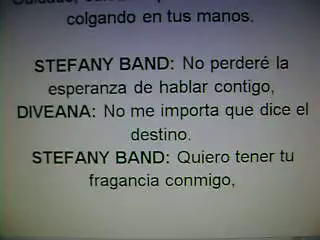 colgando en tus manos.
STEFANY BAND: No perderé la
esperanza de hablar contigo,
DIVEANA: No me importa que dice el
destino.
STEFANY BAND: Quiero tener tu
fragancia conmigo,